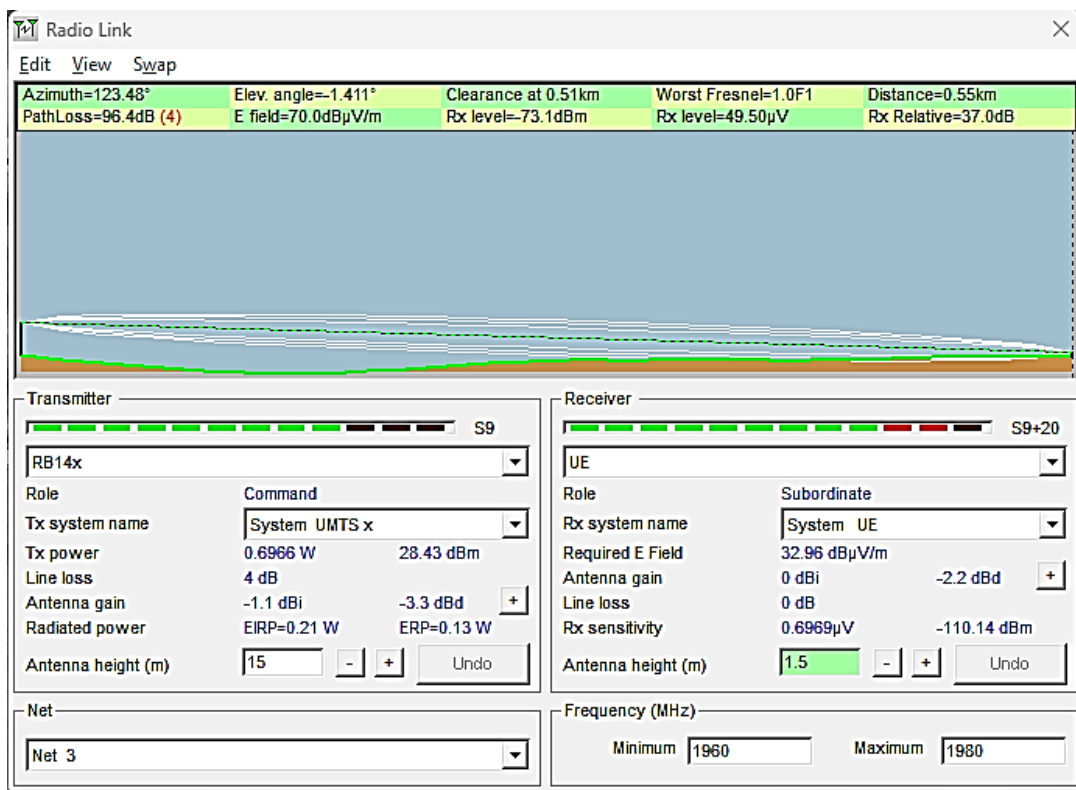 Radio Link
Edit View Swap
Azimuth=123.48° Elev. angle=-1.411° Clearance at 0.51km Worst Fresnel=1.0F1 Distance=0.55km
PathLoss=96.4dB (4) E field=70.0dBµV/m Rx level=-73.1dBm Rx level=49.50µV Rx Relative=37.0dB
Transmitter
S9
RB14x
Role Command
Tx system name System UMTS x
Tx power 0.6966 W 28.43 dBm
Line loss 4 dB
Antenna gain -1.1 dBi -3.3 dBd +
Radiated power EIRP=0.21 W ERP=0.13 W
Antenna height (m) 15 - + Undo
Receiver
S9+20
UE
Role Subordinate
Rx system name System UE
Required E Field 32.96 dBµV/m
Antenna gain 0 dBi -2.2 dBd +
Line loss 0 dB
Rx sensitivity 0.6969µV -110.14 dBm
Antenna height (m) 1.5 - + Undo
Net
Net 3
Frequency (MHz)
Minimum 1960 Maximum 1980